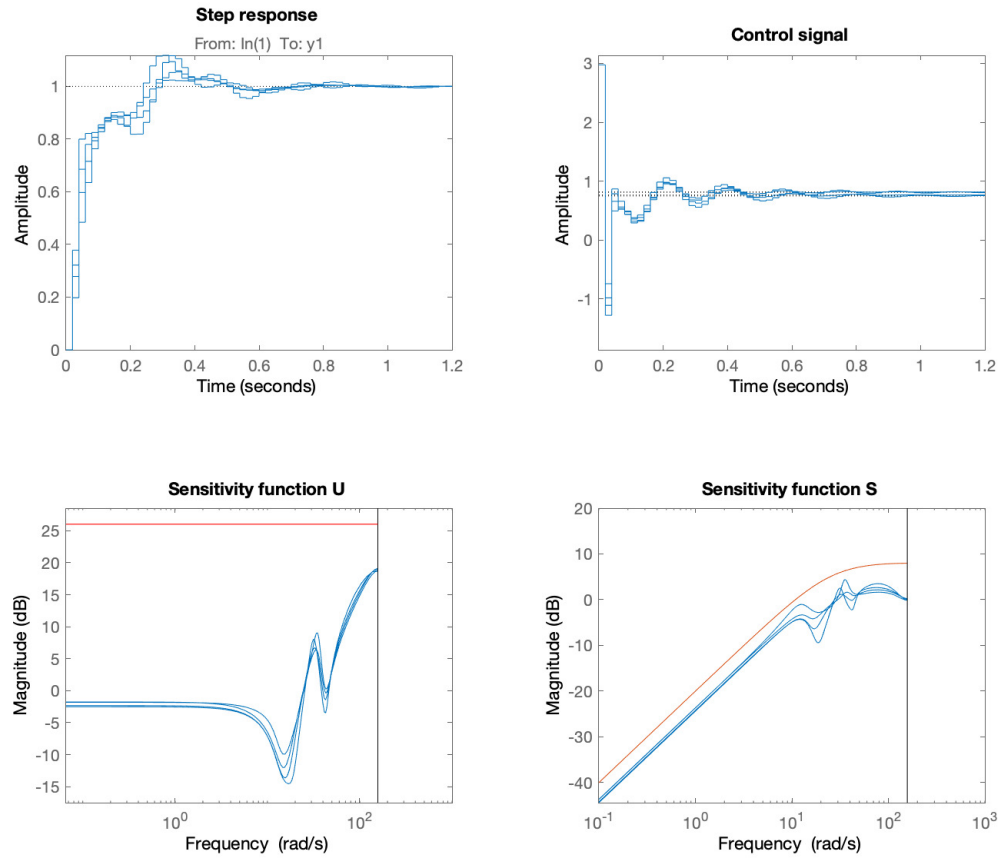 Step response
From: In(1) To: y1
Amplitude
1
0.8
0.6
0.4
0.2
0
0 0.2 0.4 0.6 0.8 1 1.2
Time (seconds)
Control signal
Amplitude
3
2
1
0
-1
0 0.2 0.4 0.6 0.8 1 1.2
Time (seconds)
Sensitivity function U
Magnitude (dB)
25
20
15
10
5
0
-5
-10
-15
10^0 10^2
Frequency (rad/s)
Sensitivity function S
Magnitude (dB)
20
10
0
-10
-20
-30
-40
10^-1 10^0 10^1 10^2 10^3
Frequency (rad/s)